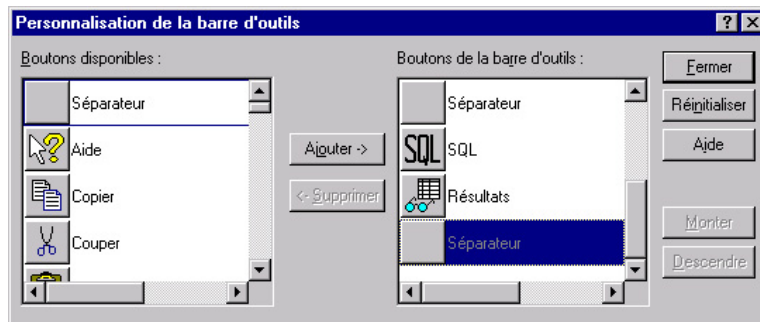 Personnalisation de la barre d'outils
Boutons disponibles :
Séparateur
Aide
Copier
Couper
Ajouter ->
<- Supprimer
Boutons de la barre d'outils :
Séparateur
SQL SQL
Résultats
Séparateur
Fermer
Réinitialiser
Aide
Monter
Descendre